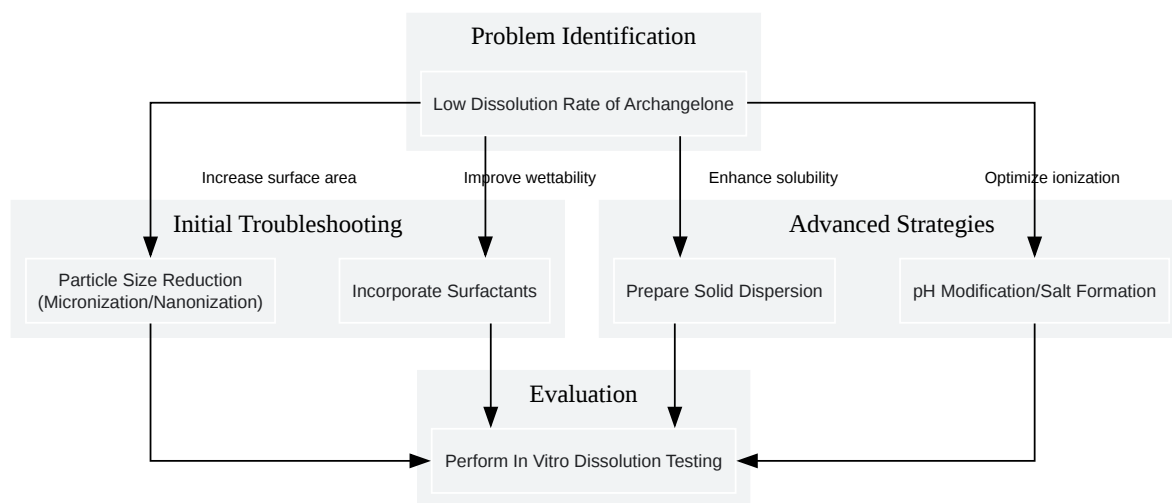 Problem Identification
Low Dissolution Rate of Archangelone
Increase surface area
Improve wettability
Enhance solubility
Optimize ionization
Initial Troubleshooting
Advanced Strategies
Particle Size Reduction
(Micronization/Nanonization)
Incorporate Surfactants
Prepare Solid Dispersion
pH Modification/Salt Formation
Evaluation
Perform In Vitro Dissolution Testing